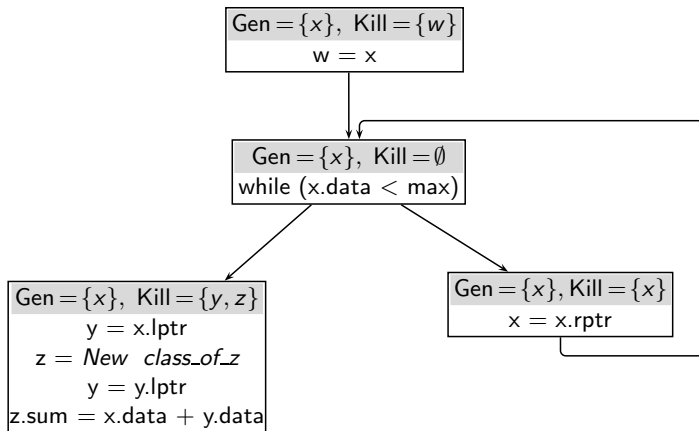 Gen = {x}, Kill = {w}
w = x
Gen = {x}, Kill = ∅
while (x.data < max)
Gen = {x}, Kill = {y, z}
y = x.lptr
z = New class_of_z
y = y.lptr
z.sum = x.data + y.data
Gen = {x}, Kill = {x}
x = x.rptr